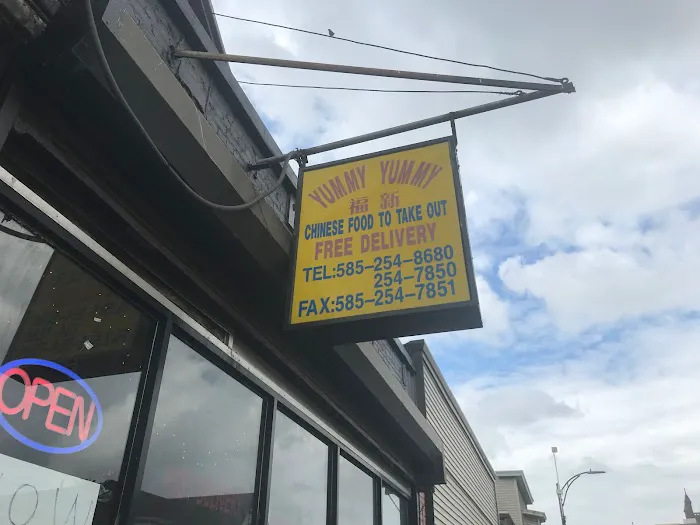 YUMMY YUMMY
福新
CHINESE FOOD TO TAKE OUT
FREE DELIVERY
TEL:585-254-8680
254-7850
FAX:585-254-7851
OPEN